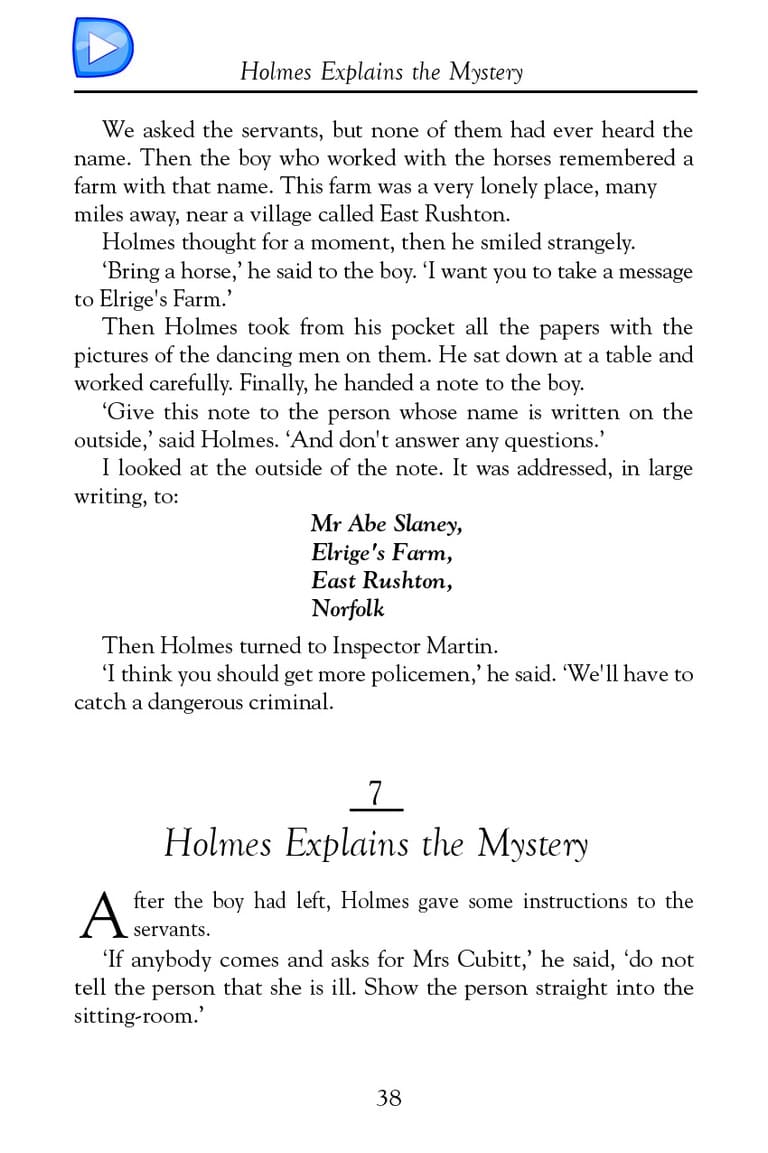 Holmes Explains the Mystery
We asked the servants, but none of them had ever heard the
name. Then the boy who worked with the horses remembered a
farm with that name. This farm was a very lonely place, many
miles away, near a village called East Rushton.
Holmes thought for a moment, then he smiled strangely.
‘Bring a horse,’ he said to the boy. ‘I want you to take a message
to Elrige's Farm.’
Then Holmes took from his pocket all the papers with the
pictures of the dancing men on them. He sat down at a table and
worked carefully. Finally, he handed a note to the boy.
‘Give this note to the person whose name is written on the
outside,’ said Holmes. ‘And don't answer any questions.’
I looked at the outside of the note. It was addressed, in large
writing, to:
Mr Abe Slaney,
Elrige's Farm,
East Rushton,
Norfolk
Then Holmes turned to Inspector Martin.
‘I think you should get more policemen,’ he said. ‘We'll have to
catch a dangerous criminal.
7
Holmes Explains the Mystery
After the boy had left, Holmes gave some instructions to the
servants.
‘If anybody comes and asks for Mrs Cubitt,’ he said, ‘do not
tell the person that she is ill. Show the person straight into the
sitting-room.’
38